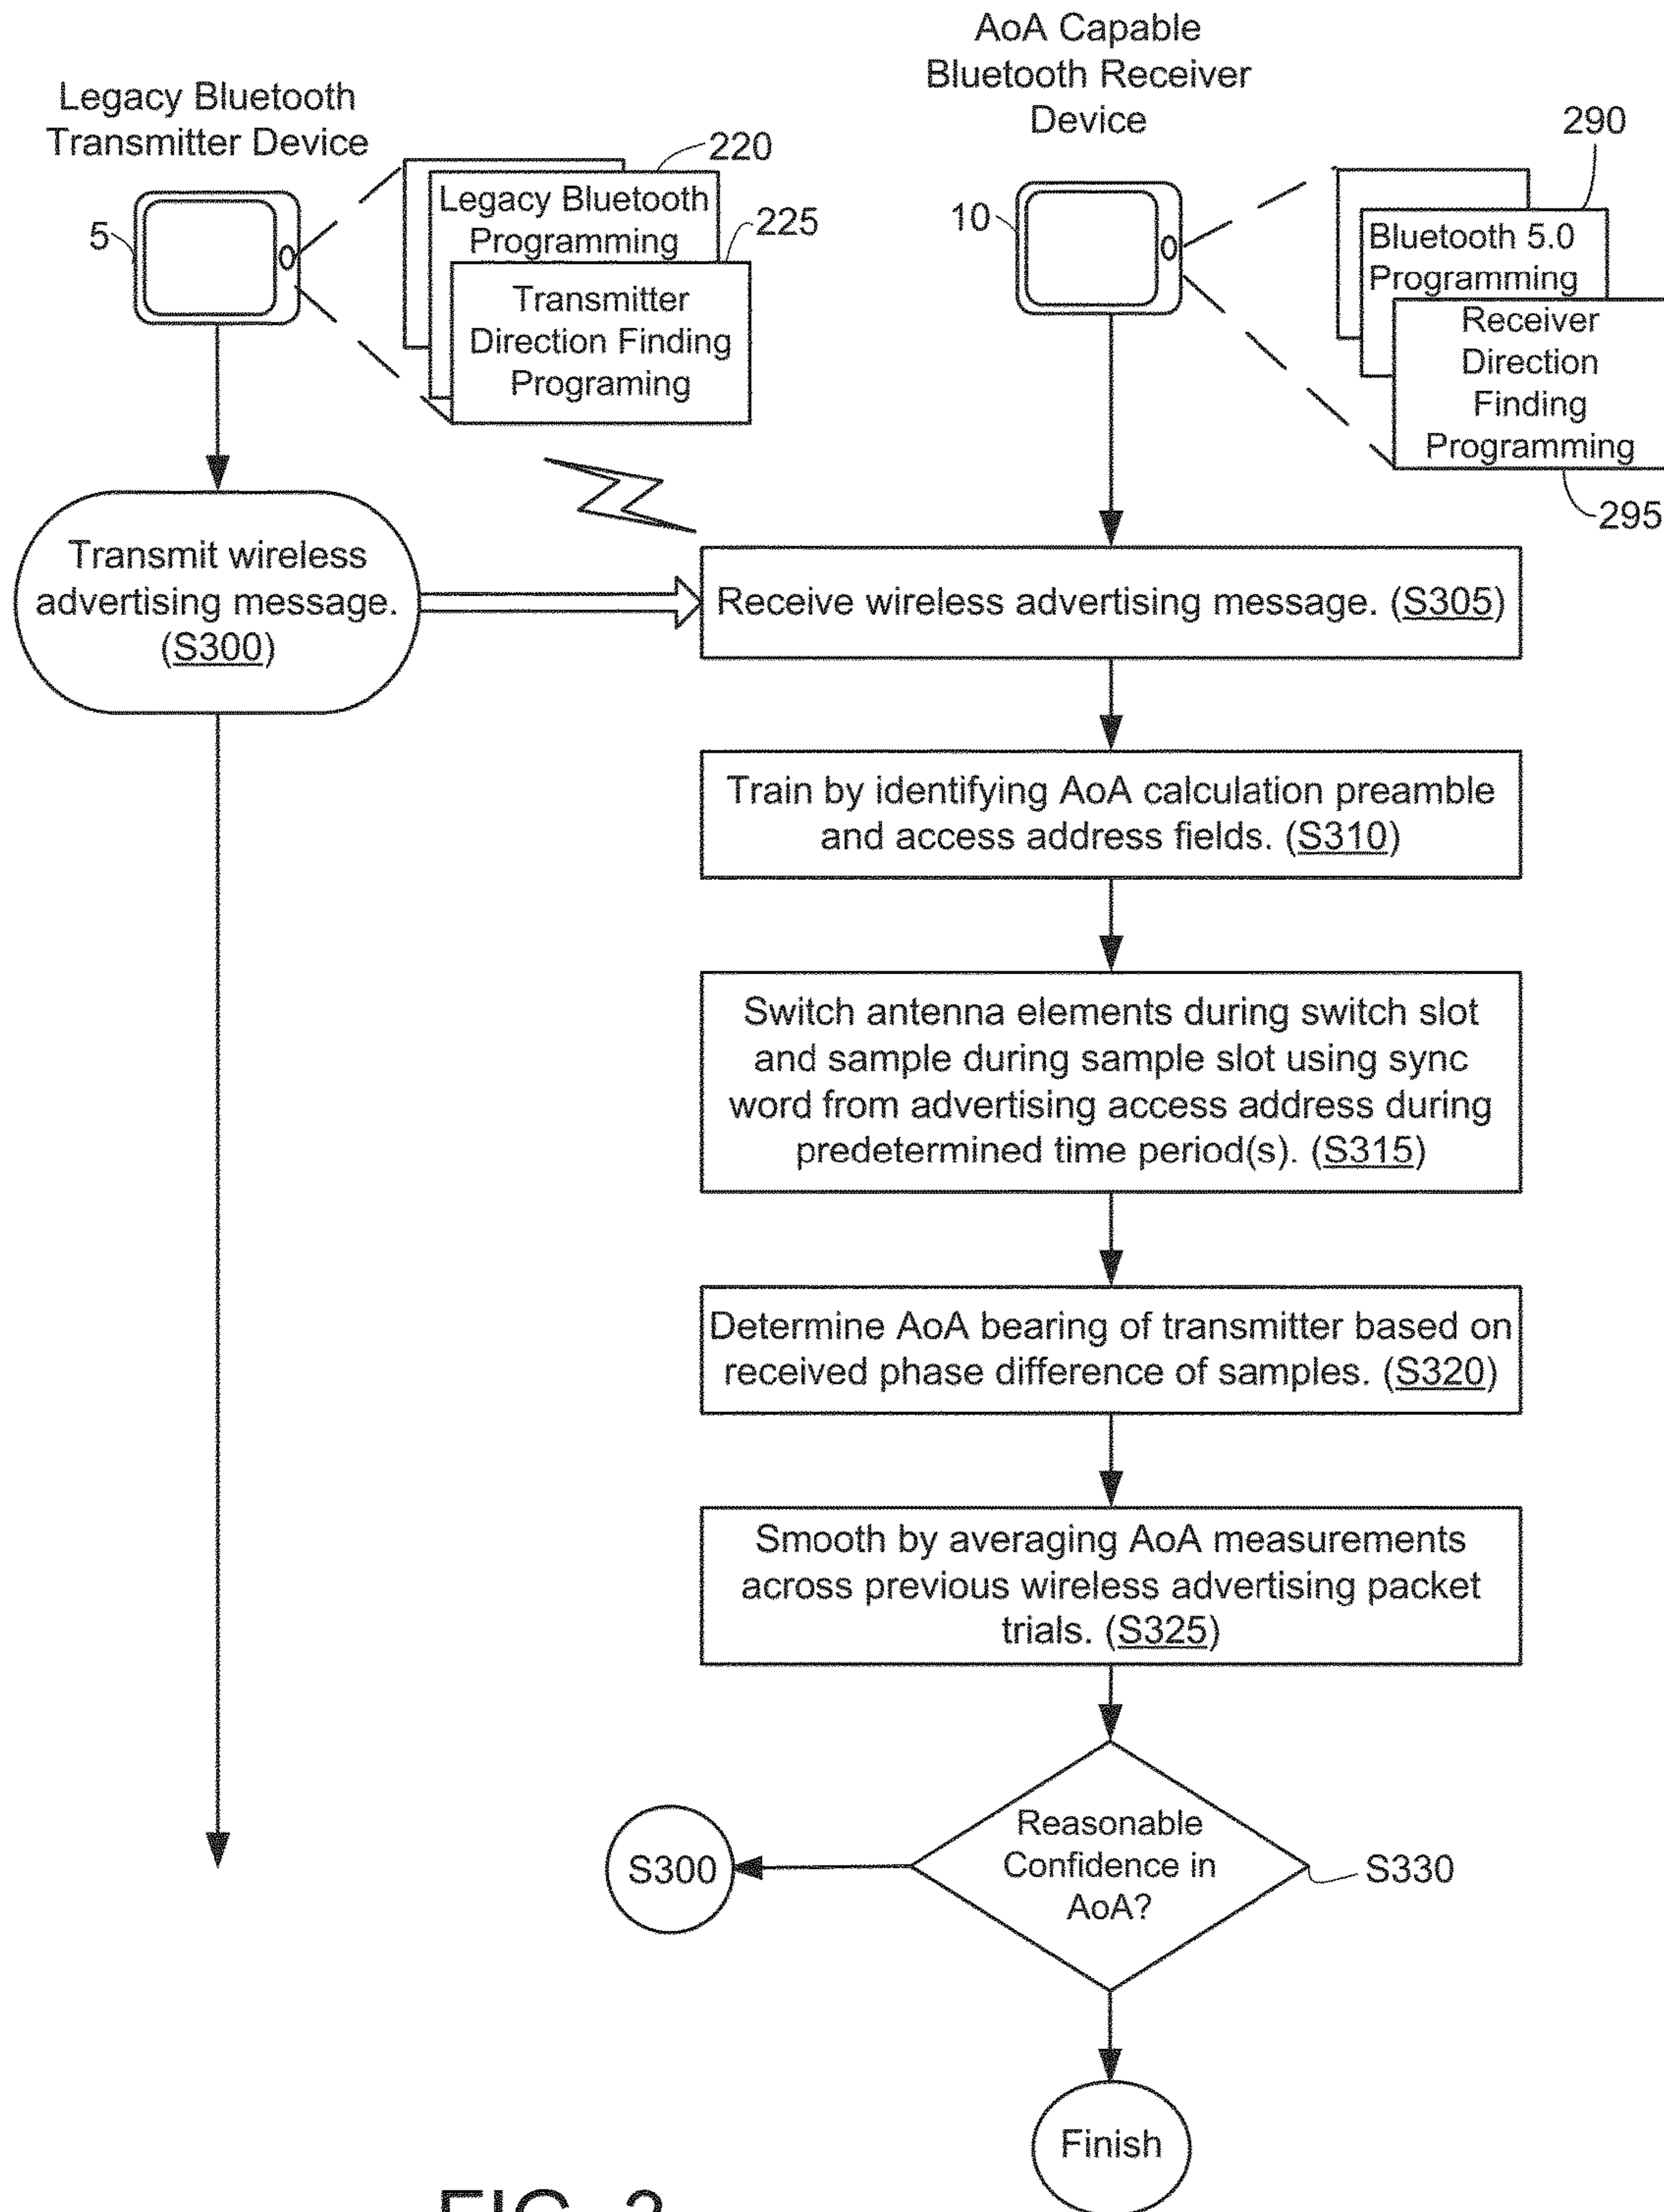 AoA Capable
Bluetooth Receiver
Device
Legacy Bluetooth
Transmitter Device
5
220
Legacy Bluetooth
Programming
225
Transmitter
Direction Finding
Programing
10
290
Bluetooth 5.0
Programming
Receiver
Direction
Finding
Programming
295
Transmit wireless
advertising message.
(S300)
Receive wireless advertising message. (S305)
Train by identifying AoA calculation preamble
and access address fields. (S310)
Switch antenna elements during switch slot
and sample during sample slot using sync
word from advertising access address during
predetermined time period(s). (S315)
Determine AoA bearing of transmitter based on
received phase difference of samples. (S320)
Smooth by averaging AoA measurements
across previous wireless advertising packet
trials. (S325)
Reasonable
Confidence in
AoA?
S330
S300
Finish